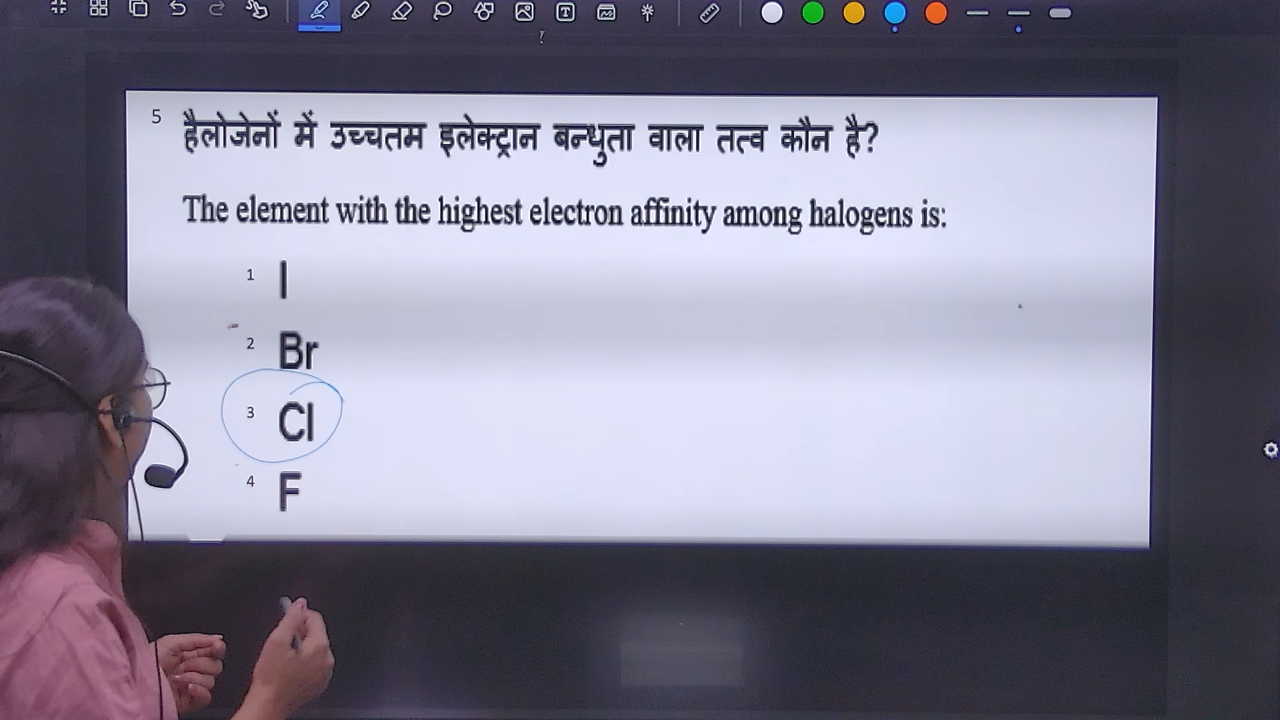 5 हैलोजेनों में उच्चतम इलेक्ट्रान बन्धुता वाला तत्व कौन है?
The element with the highest electron affinity among halogens is:
1 I
2 Br
3 Cl
4 F